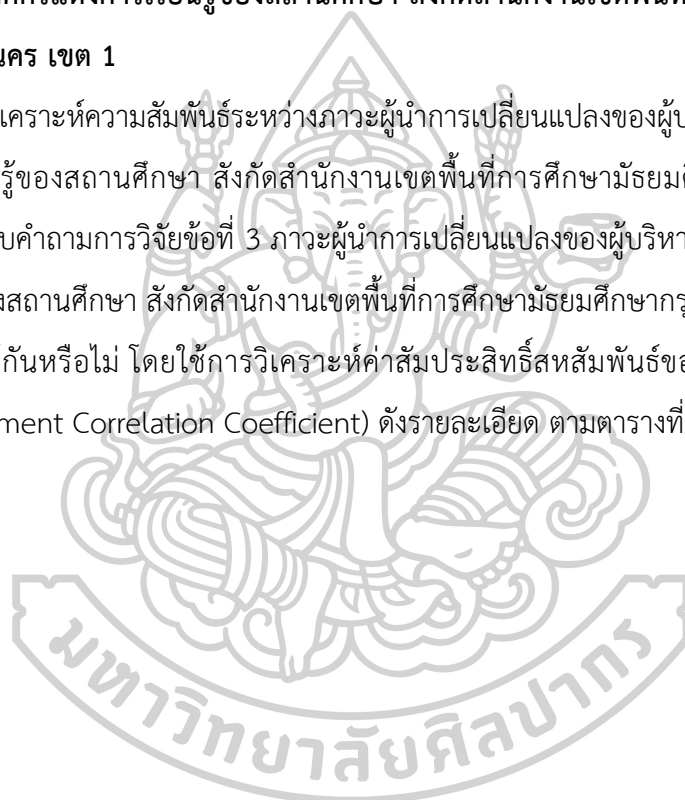 งค์กรแห่งการเรียนรู้ของสถานศึกษา สังกัดสำนักงานเขตพื้นที่
นคร เขต 1
เคราะห์ความสัมพันธ์ระหว่างภาวะผู้นำการเปลี่ยนแปลงของผู้บ
รู้ของสถานศึกษา สังกัดสำนักงานเขตพื้นที่การศึกษามัธยมศึ
บคำถามการวิจัยข้อที่ 3 ภาวะผู้นำการเปลี่ยนแปลงของผู้บริหา
งสถานศึกษา สังกัดสำนักงานเขตพื้นที่การศึกษามัธยมศึกษากรุ
กันหรือไม่ โดยใช้การวิเคราะห์ค่าสัมประสิทธิ์สหสัมพันธ์ขอ
ment Correlation Coefficient) ดังรายละเอียด ตามตารางที่
มหาวิทยาลัยศิลปากร